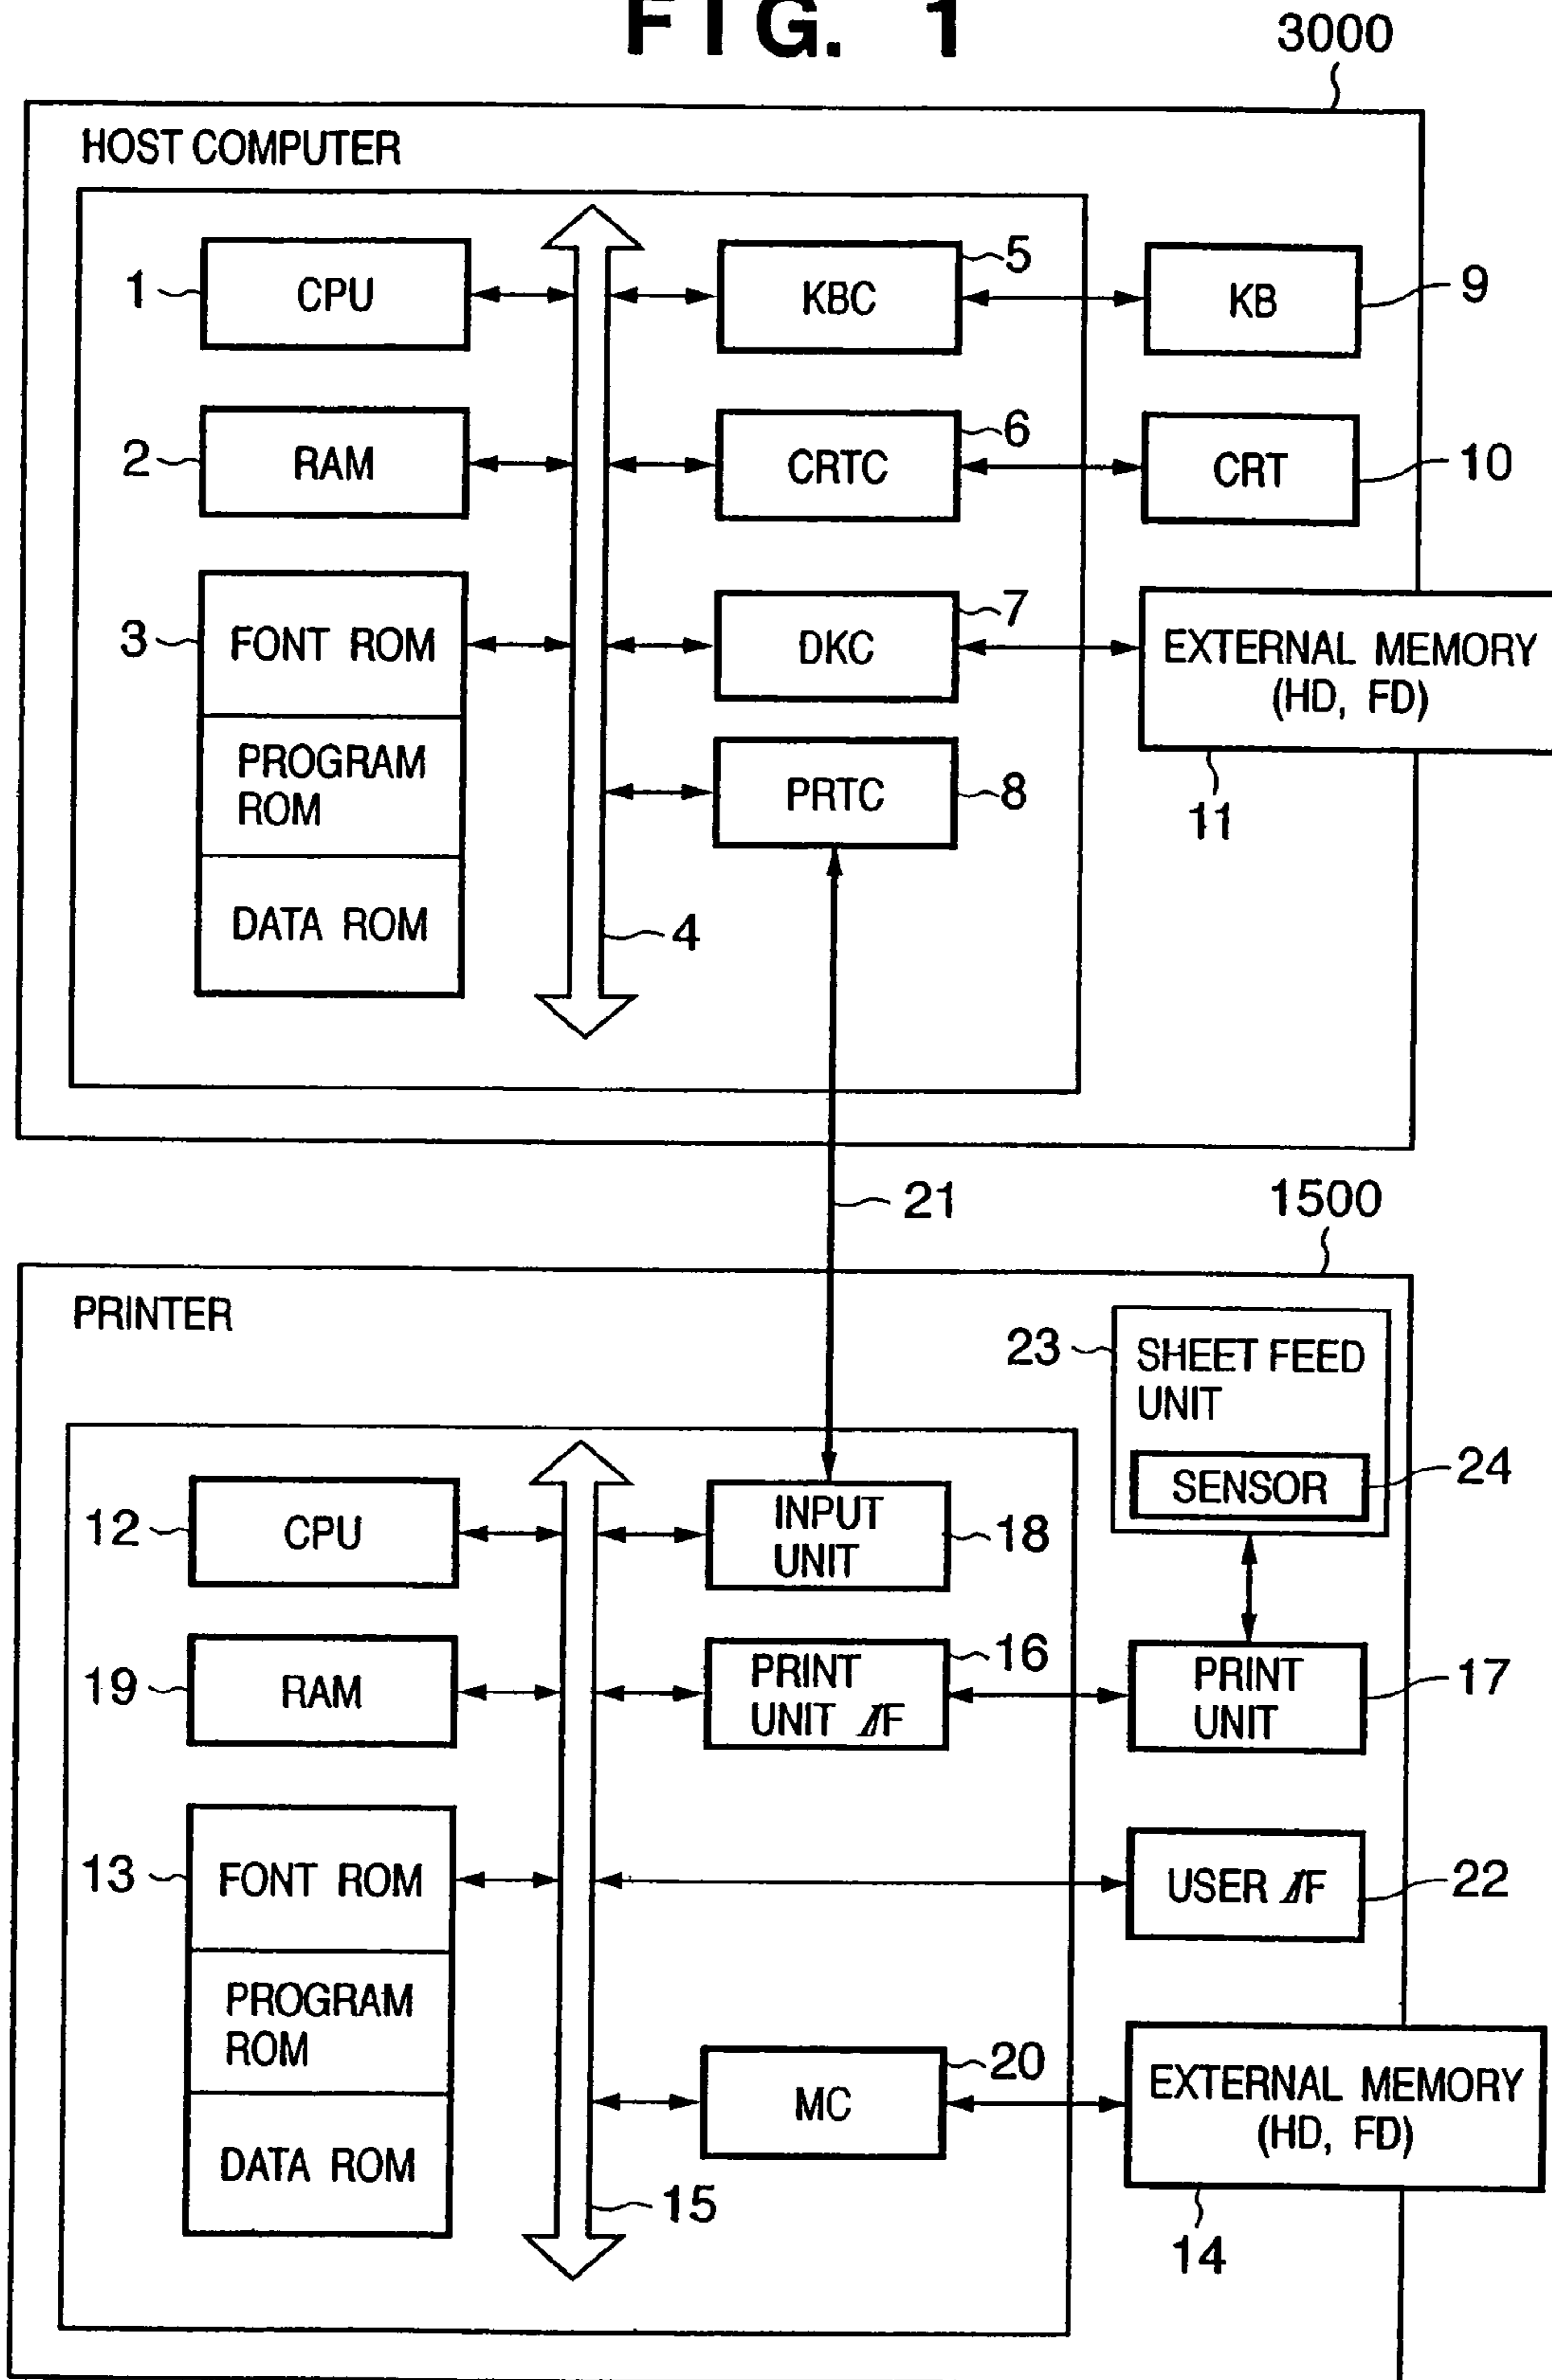 FIG. 1
3000
HOST COMPUTER
1
CPU
KBC
5
KB
9
2
RAM
CRTC
6
CRT
10
3
FONT ROM
DKC
7
EXTERNAL MEMORY
(HD, FD)
11
PROGRAM
ROM
PRTC
8
DATA ROM
4
21
1500
PRINTER
23
SHEET FEED
UNIT
SENSOR
24
12
CPU
INPUT
UNIT
18
19
RAM
PRINT
UNIT I/F
16
PRINT
UNIT
17
13
FONT ROM
USER I/F
22
PROGRAM
ROM
MC
20
EXTERNAL MEMORY
(HD, FD)
14
DATA ROM
15